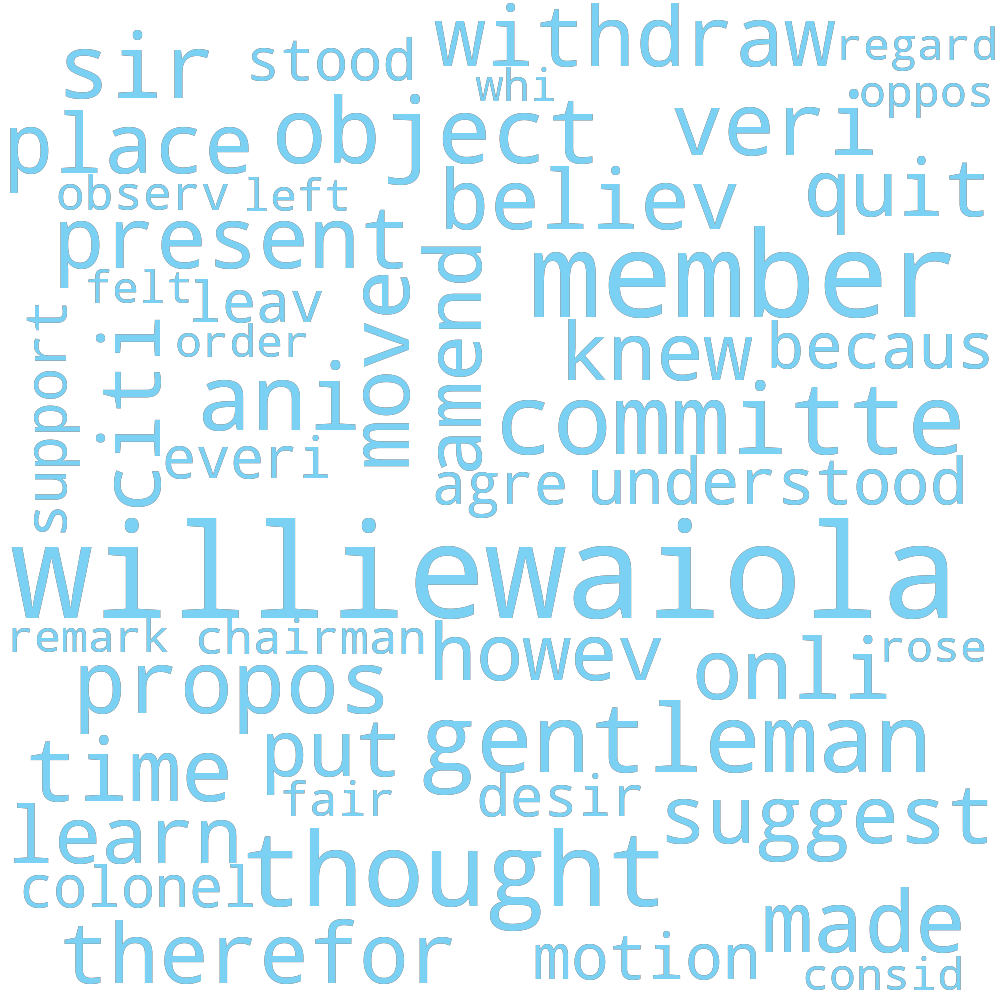 sir stood withdraw regard
whi oppos
place object veri
observ left believ quit
present member
felt leav moved amend
support citi order knew becaus
ani committe
everi agre understood
williewaiola
remark chairman howev onli rose
propos gentleman
time put
fair desir suggest
learn thought
colonel made
therefor motion consid